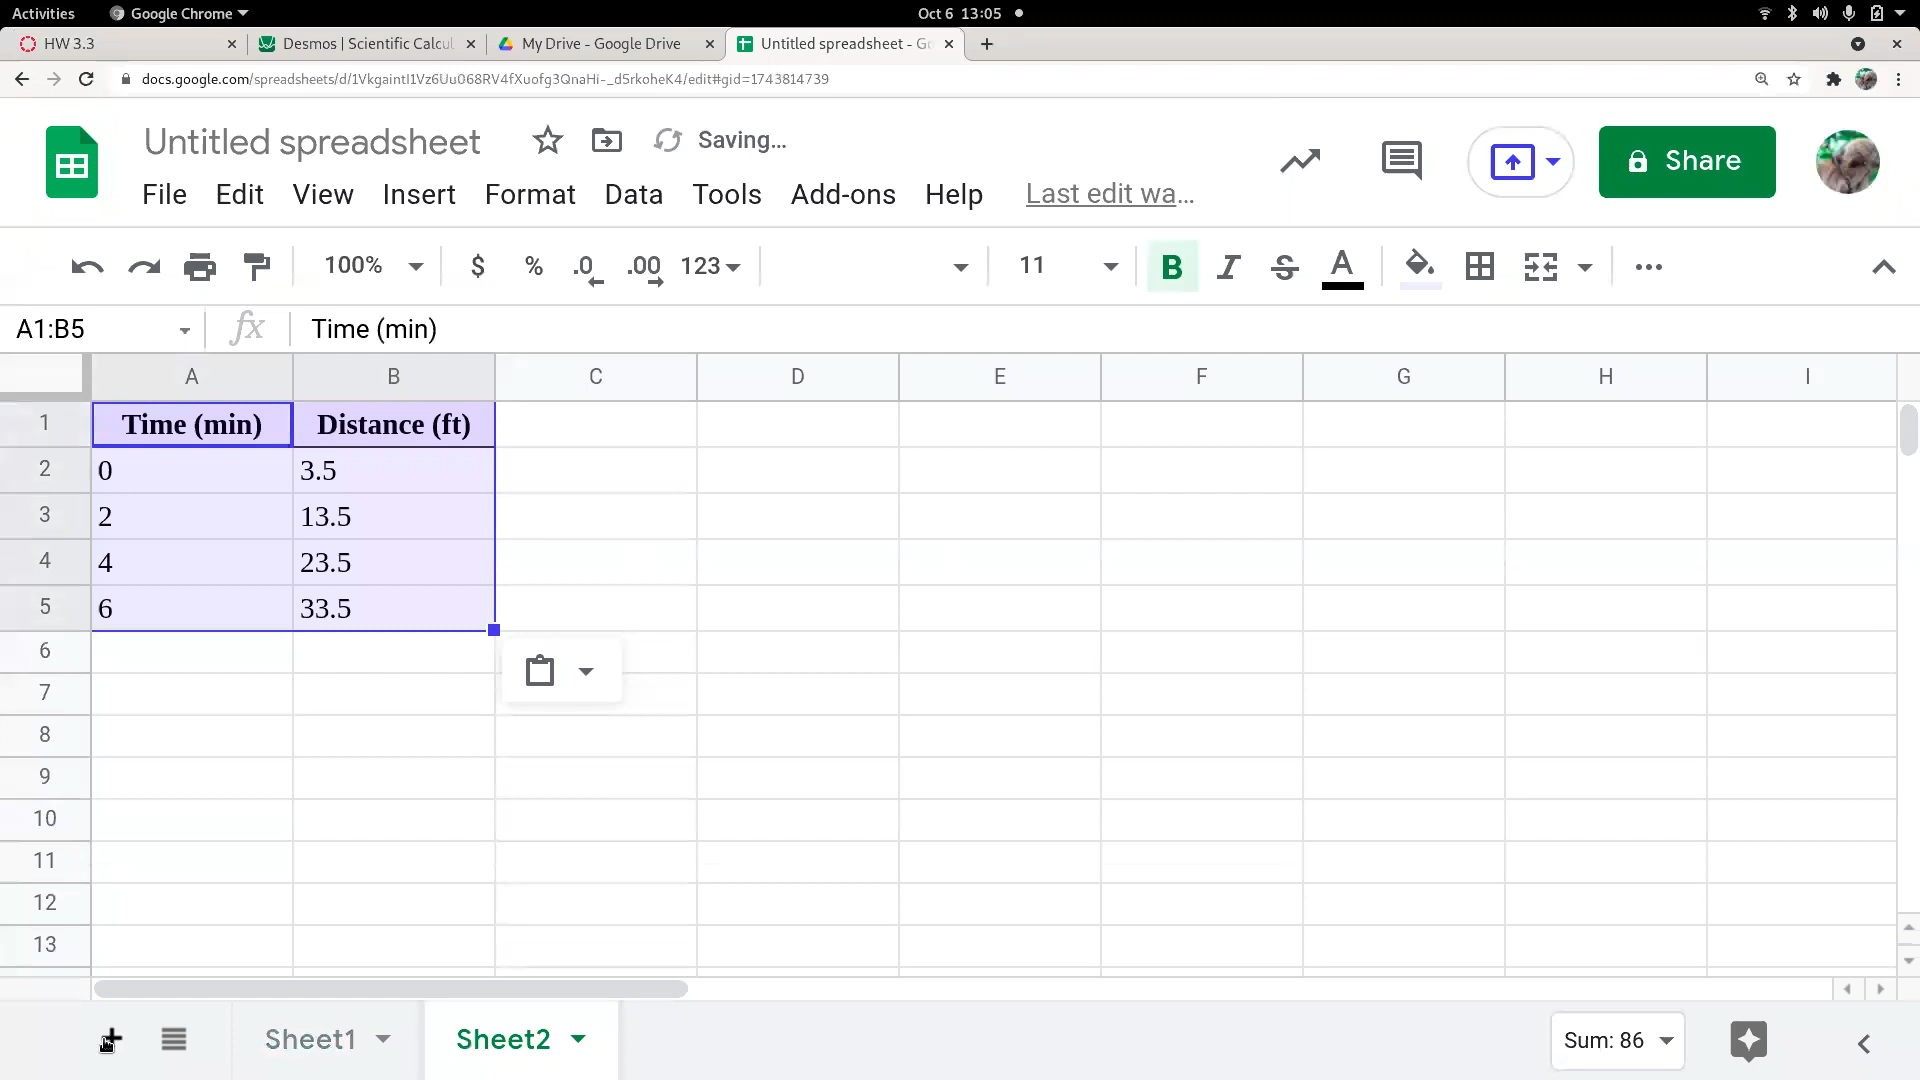 Activities Google Chrome Oct 6 13:05
HW 3.3 Desmos | Scientific Calcul My Drive - Google Drive Untitled spreadsheet - Go
docs.google.com/spreadsheets/d/1VkgaintI1Vz6Uu068RV4fXuofg3QnaHi-_d5rkoheK4/edit#gid=1743814739
Untitled spreadsheet Saving...
Share
File Edit View Insert Format Data Tools Add-ons Help Last edit wa...
100% $ % .0 .00 123 11 B I S A
A1:B5 fx Time (min)
A B C D E F G H I
1 Time (min) Distance (ft)
2 0 3.5
3 2 13.5
4 4 23.5
5 6 33.5
6
7
8
9
10
11
12
13
Sheet1 Sheet2 Sum: 86